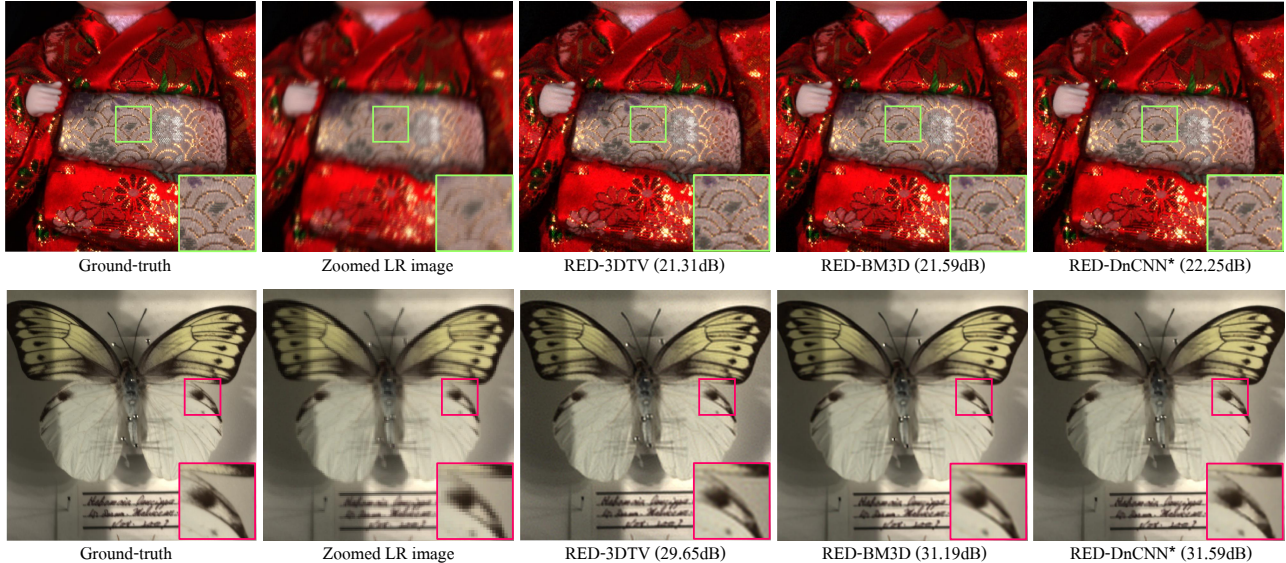 Ground-truth
Zoomed LR image
RED-3DTV (21.31dB)
RED-BM3D (21.59dB)
RED-DnCNN* (22.25dB)
Ground-truth
Zoomed LR image
RED-3DTV (29.65dB)
RED-BM3D (31.19dB)
RED-DnCNN* (31.59dB)